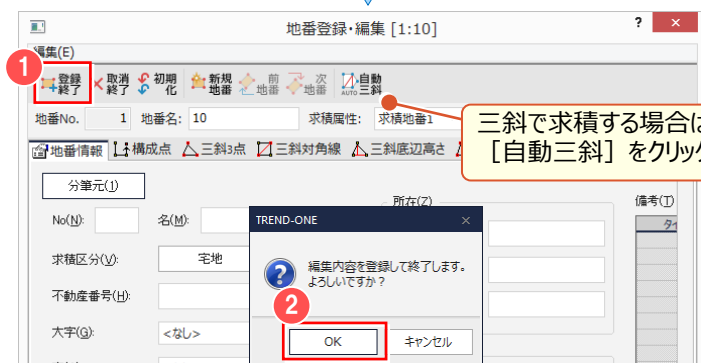 地番登録・編集 [1:10]
? ×
編集(E)
1
登録終了 取消終了 初期化 新規地番 前地番 次地番 自動三斜
AUTO
地番No. 1 地番名: 10 求積属性: 求積地番1
三斜で求積する場合は
[自動三斜] をクリック
地番情報 構成点 三斜3点 三斜対角線 三斜底辺高さ
分筆元(J)
所在(Z)
備考(T)
No(N): 名(M):
TREND-ONE ×
求積区分(V): 宅地
編集内容を登録して終了します。
よろしいですか?
不動産番号(H):
2
大字(G): <なし>
OK キャンセル